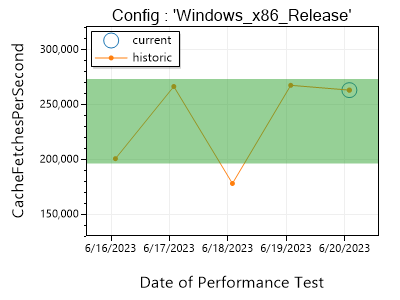 Config : 'Windows_x86_Release'
current
historic
300,000
250,000
200,000
150,000
CacheFetchesPerSecond
6/16/2023 6/17/2023 6/18/2023 6/19/2023 6/20/2023
Date of Performance Test